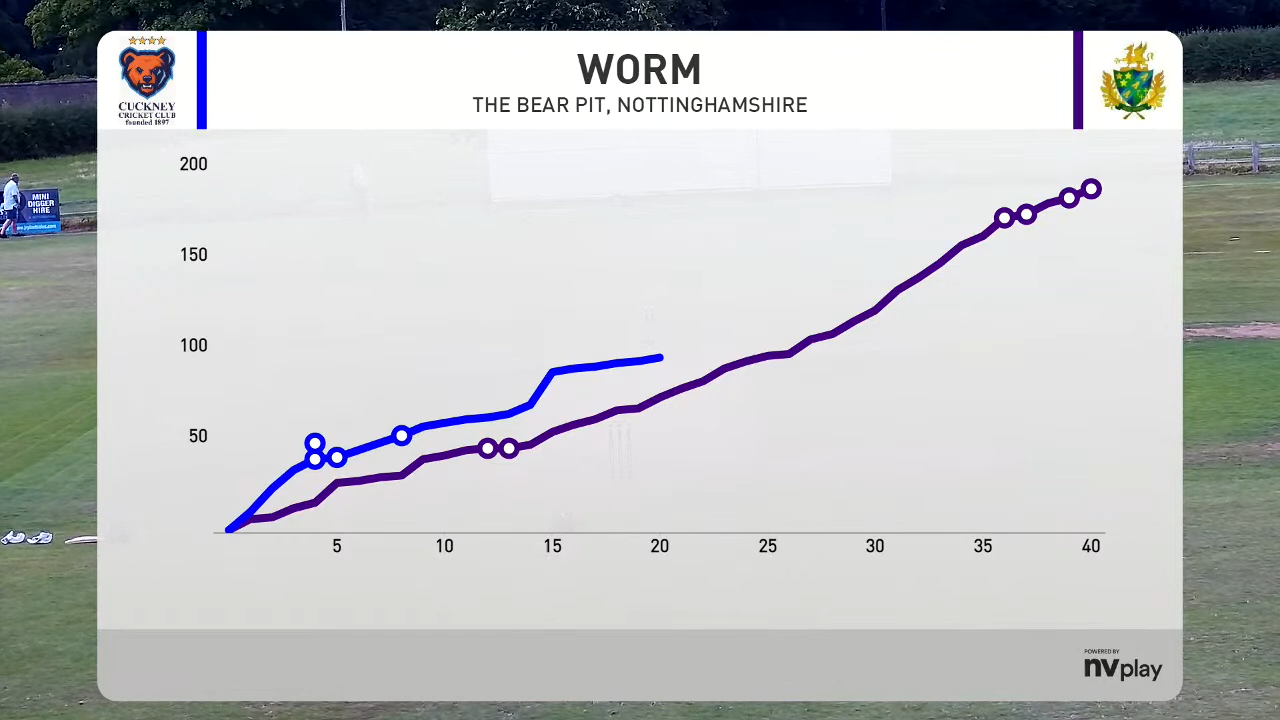 CUCKNEY
CRICKET CLUB
founded 1897
WORM
THE BEAR PIT, NOTTINGHAMSHIRE
200
150
100
50
5 10 15 20 25 30 35 40
MINI
DIGGER
HIRE
POWERED BY
nvplay